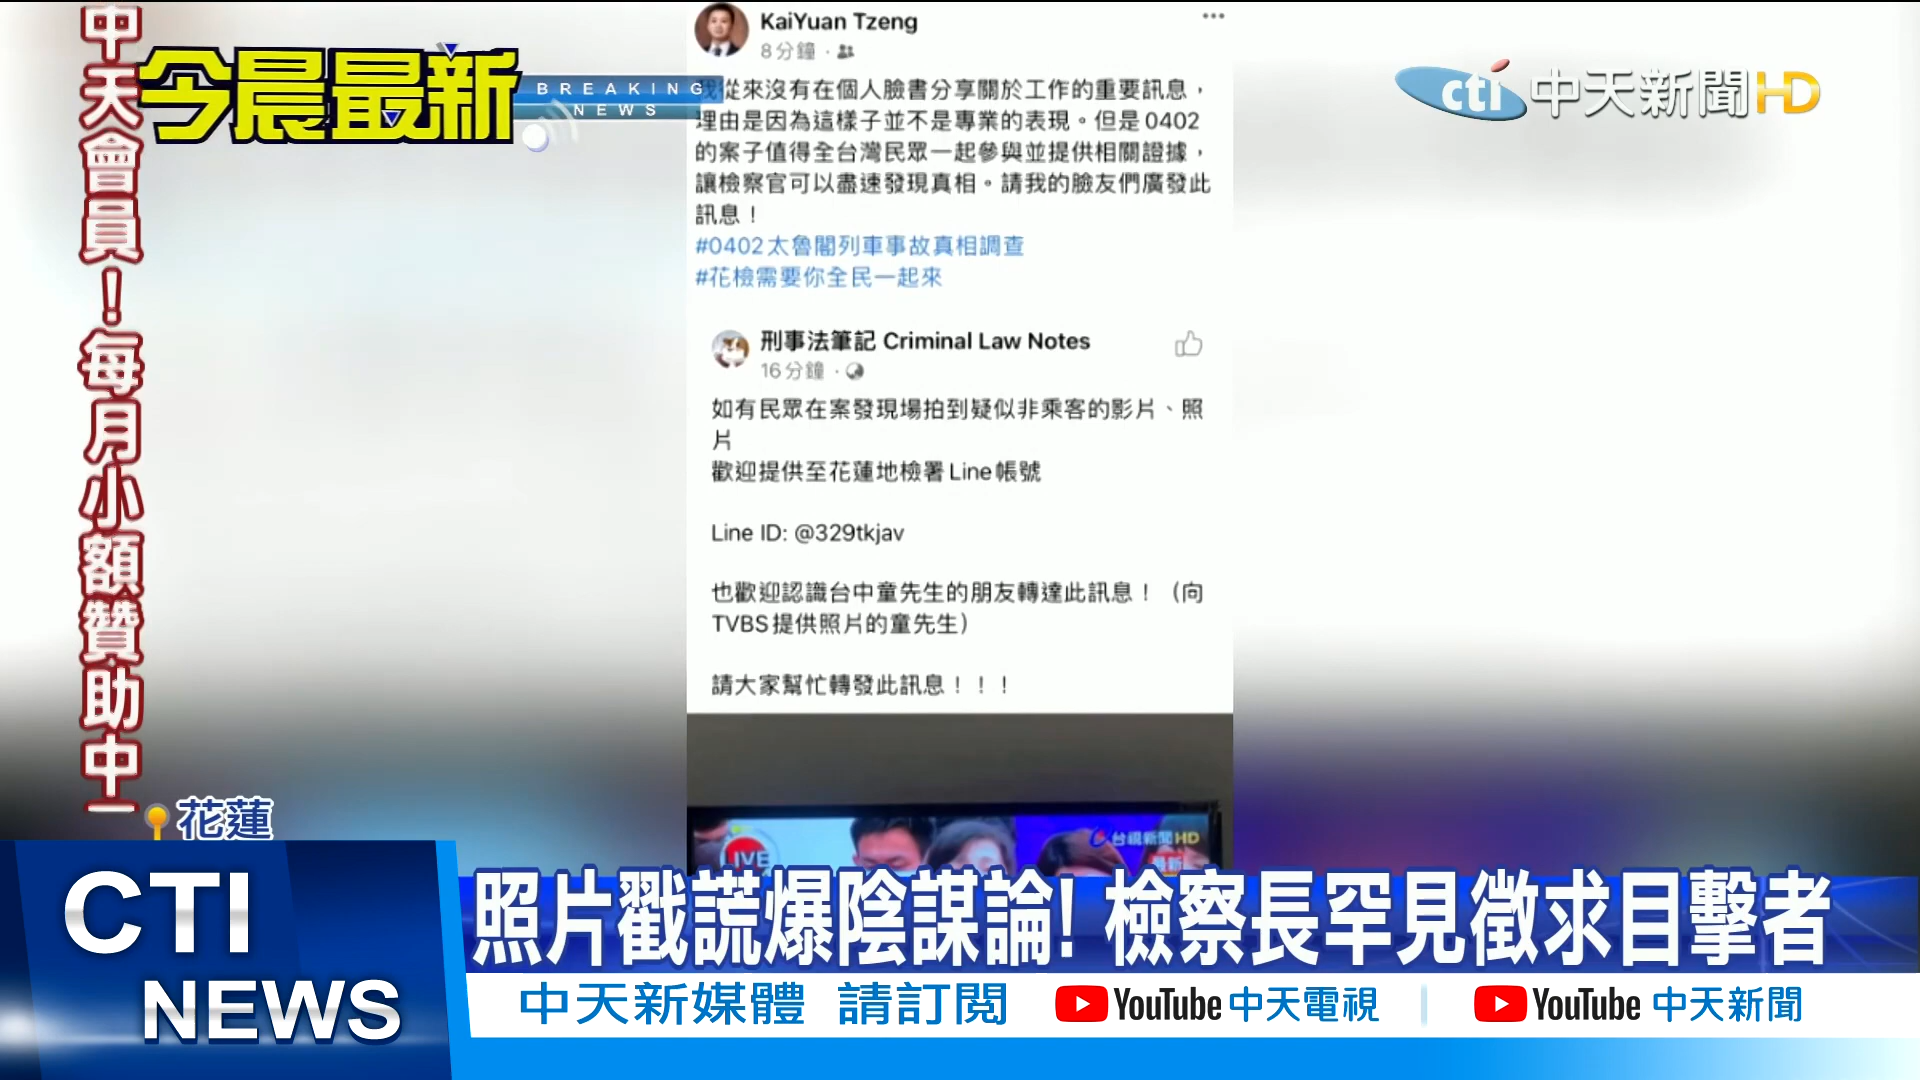 中天會員！每月小額贊助中
今晨最新
BREAKING
NEWS
cti 中天新聞HD
KaiYuan Tzeng
8分鐘 ·
我從來沒有在個人臉書分享關於工作的重要訊息，
理由是因為這樣子並不是專業的表現。但是0402
的案子值得全台灣民眾一起參與並提供相關證據，
讓檢察官可以盡速發現真相。請我的臉友們廣發此
訊息！
#0402太魯閣列車事故真相調查
#花檢需要你全民一起來
刑事法筆記 Criminal Law Notes
16分鐘 ·
如有民眾在案發現場拍到疑似非乘客的影片、照
片
歡迎提供至花蓮地檢署Line帳號
Line ID: @329tkjav
也歡迎認識台中童先生的朋友轉達此訊息！（向
TVBS提供照片的童先生）
請大家幫忙轉發此訊息！！！
LIVE
台視新聞HD
最新
花蓮
CTI
NEWS
照片戳謊爆陰謀論! 檢察長罕見徵求目擊者
中天新媒體 請訂閱 YouTube 中天電視 | YouTube 中天新聞